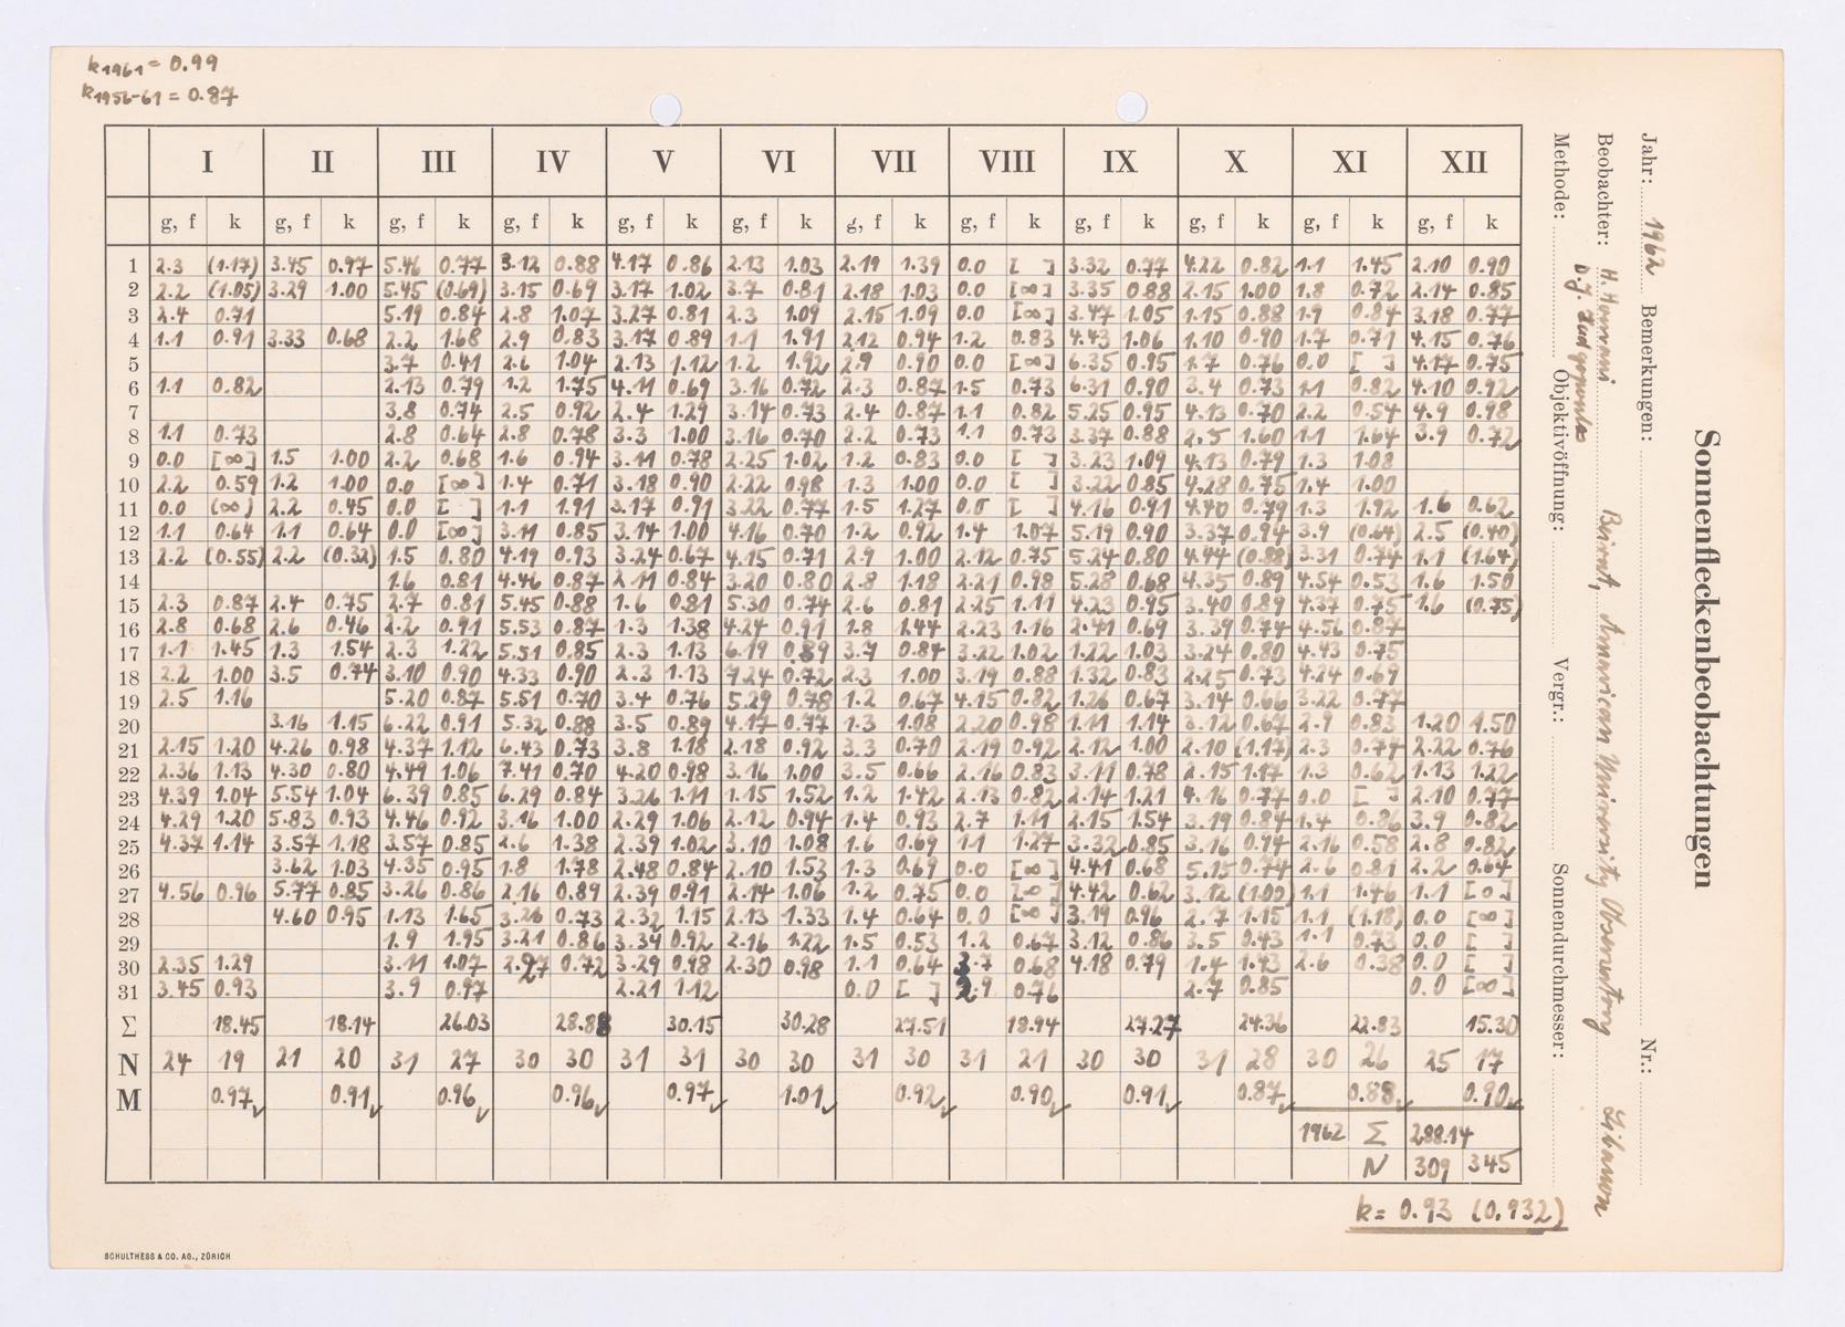 k1961 = 0.99
k1956-61 = 0.87
Sonnenfleckenbeobachtungen
Jahr: 1962 Bemerkungen: Nr.:
Beobachter: H. Beirut, American University Observatory Libanon
D.J.
Methode: Objektivöffnung: Vergr.: Sonnendurchmesser:
I II III IV V VI VII VIII IX X XI XII
g, f k g, f k g, f k g, f k g, f k g, f k g, f k g, f k g, f k g, f k g, f k g, f k
1 2.3 (1.17) 3.45 0.97 5.46 0.77 3.12 0.88 4.17 0.86 2.13 1.03 2.19 1.39 0.0 [ ] 3.32 0.77 4.22 0.82 1.1 1.45 2.10 0.90
2 2.2 (1.05) 3.29 1.00 5.45 (0.69) 3.15 0.69 3.17 1.02 3.7 0.81 2.18 1.03 0.0 [∞] 3.35 0.88 2.15 1.00 1.8 0.72 2.14 0.85
3 2.4 0.71 5.19 0.84 2.8 1.07 3.27 0.81 2.3 1.09 2.15 1.09 0.0 [∞] 3.47 1.05 1.15 0.88 1.9 0.84 3.18 0.77
4 1.1 0.91 3.33 0.68 2.2 1.68 2.9 0.83 3.17 0.89 1.1 1.91 2.12 0.94 1.2 0.83 4.43 1.06 1.10 0.90 1.7 0.71 4.15 0.76
5 3.7 0.41 2.6 1.04 2.13 1.12 1.2 1.92 2.9 0.90 0.0 [∞] 6.35 0.95 1.7 0.76 0.0 [ ] 4.17 0.75
6 1.1 0.82 2.13 0.79 1.2 1.75 4.11 0.69 3.16 0.72 2.3 0.87 1.5 0.73 6.31 0.90 3.4 0.73 1.1 0.82 4.10 0.92
7 3.8 0.74 2.5 0.92 2.4 1.29 3.14 0.73 2.4 0.87 1.1 0.82 5.25 0.95 4.13 0.70 2.2 0.54 4.9 0.98
8 1.1 0.73 2.8 0.64 2.8 0.78 3.3 1.00 3.16 0.70 2.2 0.73 1.1 0.73 3.37 0.88 2.5 1.60 1.1 1.64 3.9 0.72
9 0.0 [∞] 1.5 1.00 2.2 0.68 1.6 0.94 3.11 0.78 2.25 1.02 1.2 0.83 0.0 [ ] 3.23 1.09 4.13 0.79 1.3 1.08
10 2.2 0.59 1.2 1.00 0.0 [∞] 1.4 0.71 3.18 0.90 2.22 0.98 1.3 1.00 0.0 [ ] 3.22 0.85 4.28 0.75 1.4 1.00
11 0.0 (∞) 2.2 0.45 0.0 [ ] 1.1 1.91 3.17 0.91 3.22 0.77 1.5 1.27 0.0 [ ] 4.16 0.91 4.40 0.79 1.3 1.92 1.6 0.62
12 1.1 0.64 1.1 0.64 0.0 [∞] 3.11 0.85 3.14 1.00 4.16 0.70 1.2 0.92 1.4 1.07 5.19 0.90 3.37 0.94 3.9 (0.64) 2.5 (0.40)
13 2.2 (0.55) 2.2 (0.32) 1.5 0.80 4.19 0.93 3.24 0.67 4.15 0.71 2.9 1.00 2.12 0.75 5.24 0.80 4.44 (0.88) 3.31 0.74 1.1 (1.64)
14 1.6 0.81 4.46 0.87 2.11 0.84 3.20 0.80 2.8 1.18 2.21 0.98 5.28 0.68 4.35 0.89 4.54 0.53 1.6 1.50
15 2.3 0.87 2.4 0.75 2.7 0.81 5.45 0.88 1.6 0.81 5.30 0.74 2.6 0.81 2.25 1.11 4.23 0.95 3.40 0.89 4.37 0.75 1.6 (0.75)
16 2.8 0.68 2.6 0.46 2.2 0.91 5.53 0.87 1.3 1.38 4.24 0.91 1.8 1.44 2.23 1.16 2.41 0.69 3.39 0.74 4.56 0.87
17 1.1 1.45 1.3 1.54 2.3 1.22 5.51 0.85 2.3 1.13 6.19 0.89 3.7 0.84 3.22 1.02 1.22 1.03 3.24 0.80 4.43 0.75
18 2.2 1.00 3.5 0.74 3.10 0.90 4.33 0.90 2.3 1.13 7.24 0.72 2.3 1.00 3.19 0.88 1.32 0.83 2.25 0.73 4.24 0.69
19 2.5 1.16 5.20 0.87 5.51 0.70 3.4 0.76 5.29 0.78 1.2 0.67 4.15 0.82 1.26 0.67 3.14 0.66 3.22 0.77
20 3.16 1.15 6.22 0.91 5.32 0.88 3.5 0.89 4.17 0.77 1.3 1.08 2.20 0.98 1.11 1.14 3.12 0.67 2.9 0.83 1.20 1.50
21 2.15 1.20 4.26 0.98 4.37 1.12 6.43 0.73 3.8 1.18 2.18 0.92 3.3 0.70 2.19 0.92 2.12 1.00 2.10 (1.17) 2.3 0.74 2.22 0.76
22 2.36 1.13 4.30 0.80 4.49 1.06 7.41 0.70 4.20 0.98 3.16 1.00 3.5 0.66 2.16 0.83 3.11 0.78 2.15 1.17 1.3 0.62 1.13 1.22
23 4.39 1.04 5.54 1.04 6.39 0.85 6.29 0.84 3.26 1.11 1.15 1.52 1.2 1.42 2.13 0.82 2.14 1.21 4.16 0.77 0.0 [ ] 2.10 0.77
24 4.29 1.20 5.83 0.93 4.46 0.92 3.16 1.00 2.29 1.06 2.12 0.94 1.4 0.93 2.7 1.11 2.15 1.54 3.19 0.84 1.4 0.86 3.9 0.82
25 4.37 1.14 3.57 1.18 3.57 0.85 2.6 1.38 2.39 1.02 3.10 1.08 1.6 0.69 1.1 1.27 3.32 0.85 3.16 0.94 2.16 0.58 2.8 0.82
26 3.62 1.03 4.35 0.95 1.8 1.78 2.48 0.84 2.10 1.53 1.3 0.69 0.0 [∞] 4.41 0.68 5.15 0.74 2.6 0.81 2.2 0.64
27 4.56 0.96 5.77 0.85 3.26 0.86 2.16 0.89 2.39 0.91 2.14 1.06 1.2 0.75 0.0 [∞] 4.42 0.62 3.12 (1.00) 1.1 1.46 1.1 [0]
28 4.60 0.95 1.13 1.65 3.26 0.73 2.32 1.15 2.13 1.33 1.4 0.64 0.0 [∞] 3.19 0.96 2.7 1.15 1.1 (1.18) 0.0 [∞]
29 1.9 1.95 3.21 0.86 3.34 0.92 2.16 1.22 1.5 0.53 1.2 0.67 3.12 0.86 3.5 0.43 1.1 0.73 0.0 [ ]
30 2.35 1.29 3.11 1.07 2.27 0.72 3.29 0.98 2.30 0.98 1.1 0.64 3.7 0.68 4.18 0.79 1.4 1.43 2.6 0.38 0.0 [ ]
31 3.45 0.93 3.9 0.97 2.21 1.12 0.0 [ ] 2.9 0.76 2.7 0.85 0.0 [∞]
Σ 18.45 18.14 26.03 28.88 30.15 30.28 27.51 18.94 27.27 24.36 22.83 15.30
N 24 19 21 20 31 27 30 30 31 31 30 30 31 30 31 21 30 30 31 28 30 26 25 17
M 0.97 0.91 0.96 0.96 0.97 1.01 0.92 0.90 0.91 0.87 0.88 0.90
1962 Σ 288.14
N 309 345
k = 0.93 (0.932)
SCHULTHESS & CO. AG., ZÜRICH